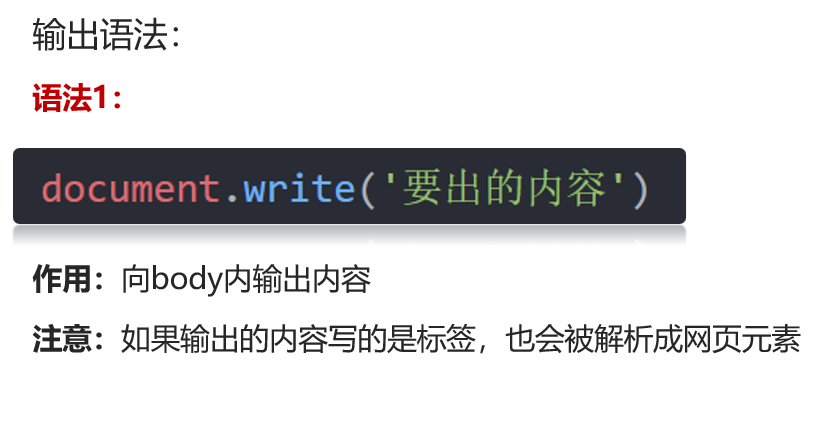 输出语法：
语法1：
document.write('要出的内容')
作用：向body内输出内容
注意：如果输出的内容写的是标签，也会被解析成网页元素